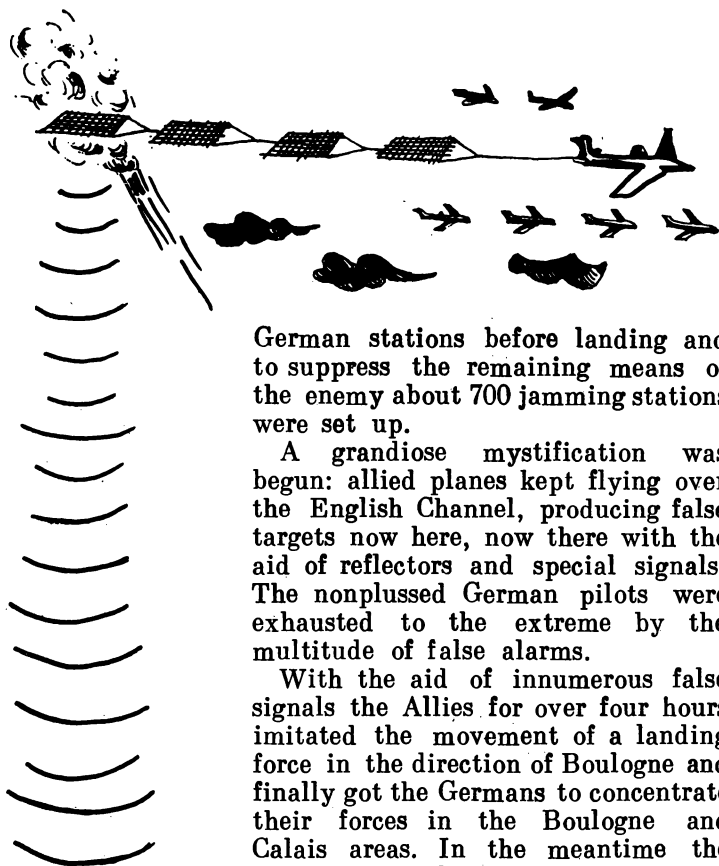 German stations before landing and
to suppress the remaining means o
the enemy about 700 jamming stations
were set up.
A grandiose mystification was
begun: allied planes kept flying over
the English Channel, producing false
targets now here, now there with the
aid of reflectors and special signals.
The nonplussed German pilots were
exhausted to the extreme by the
multitude of false alarms.
With the aid of innumerous false
signals the Allies for over four hours
imitated the movement of a landing
force in the direction of Boulogne and
finally got the Germans to concentrate
their forces in the Boulogne and
Calais areas. In the meantime the